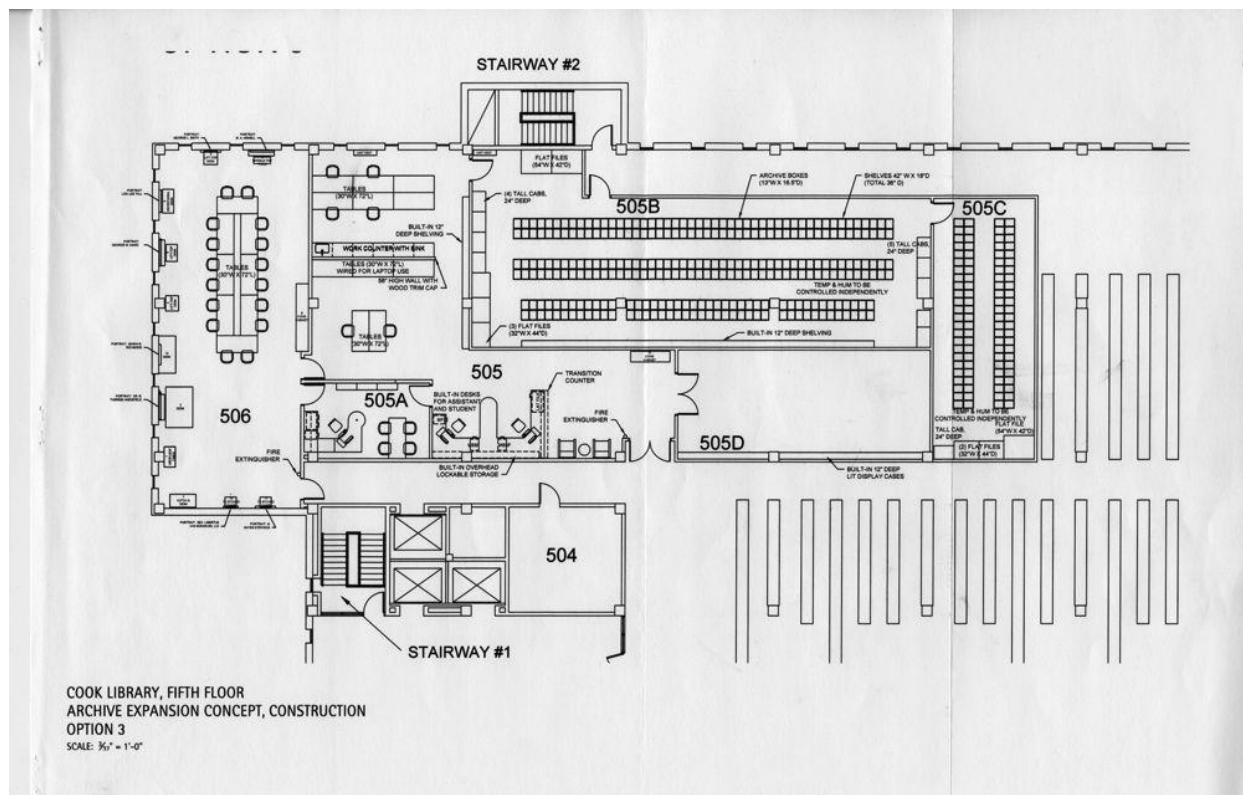 STAIRWAY #2
FLAT FILES
(54"W X 42"D)
ARCHIVE BOXES
(13"W X 16.5"D)
SHELVES 42" W X 18"D
(TOTAL 36" D)
TABLES
(30"W X 72"L)
(4) TALL CABS,
24" DEEP
505B
505C
BUILT-IN 12"
DEEP SHELVING
(5) TALL CABS,
24" DEEP
TABLES
(30"W X 72"L)
WORK COUNTER WITH SINK
TABLES (30"W X 72"L)
WIRED FOR LAPTOP USE
56" HIGH WALL WITH
WOOD TRIM CAP
TEMP & HUM TO BE
CONTROLLED INDEPENDENTLY
(3) FLAT FILES
(32"W X 44"D)
BUILT-IN 12" DEEP SHELVING
TABLES
(30"W X 72"L)
505
TRANSITION
COUNTER
505A
BUILT-IN DESKS
FOR ASSISTANT
AND STUDENT
506
FIRE
EXTINGUISHER
TEMP & HUM TO BE
CONTROLLED INDEPENDENTLY
FLAT FILE
(54"W X 42"D)
TALL CAB,
24" DEEP
505D
(2) FLAT FILES
(32"W X 44"D)
FIRE
EXTINGUISHER
BUILT-IN OVERHEAD
LOCKABLE STORAGE
BUILT-IN 12" DEEP
LIT DISPLAY CASES
504
STAIRWAY #1
COOK LIBRARY, FIFTH FLOOR
ARCHIVE EXPANSION CONCEPT, CONSTRUCTION
OPTION 3
SCALE: = 1'-0"